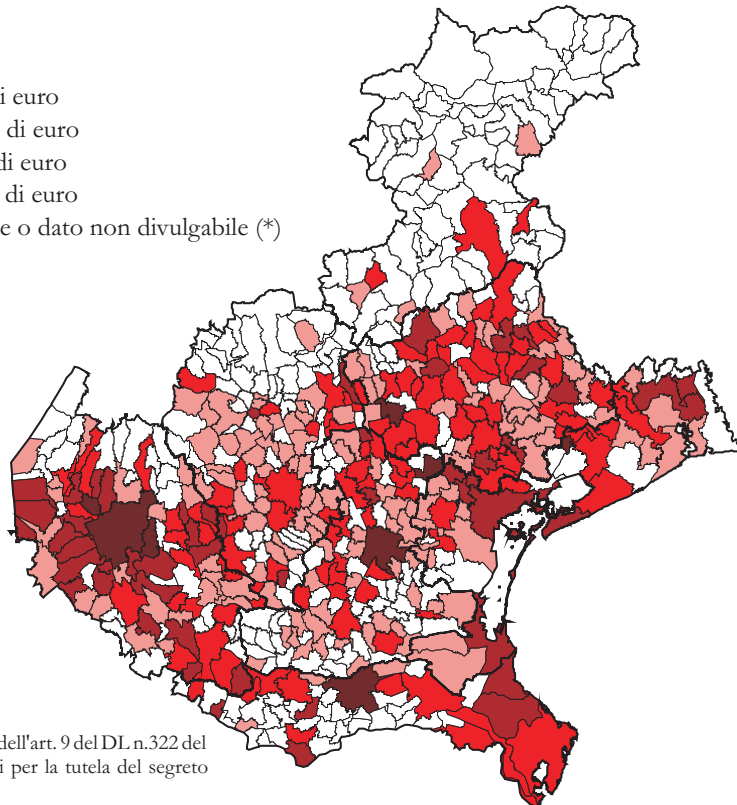 i euro
di euro
di euro
di euro
e o dato non divulgabile (*)
dell'art. 9 del DL n.322 del
i per la tutela del segreto